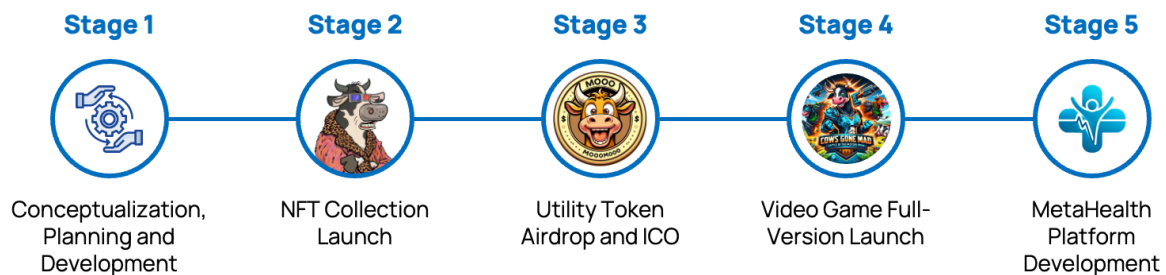 Stage 1
Stage 2
Stage 3
Stage 4
Stage 5
MOOO
MOOOMOOO
COWS GONE MAD
Conceptualization,
Planning and
Development
NFT Collection
Launch
Utility Token
Airdrop and ICO
Video Game Full-
Version Launch
MetaHealth
Platform
Development